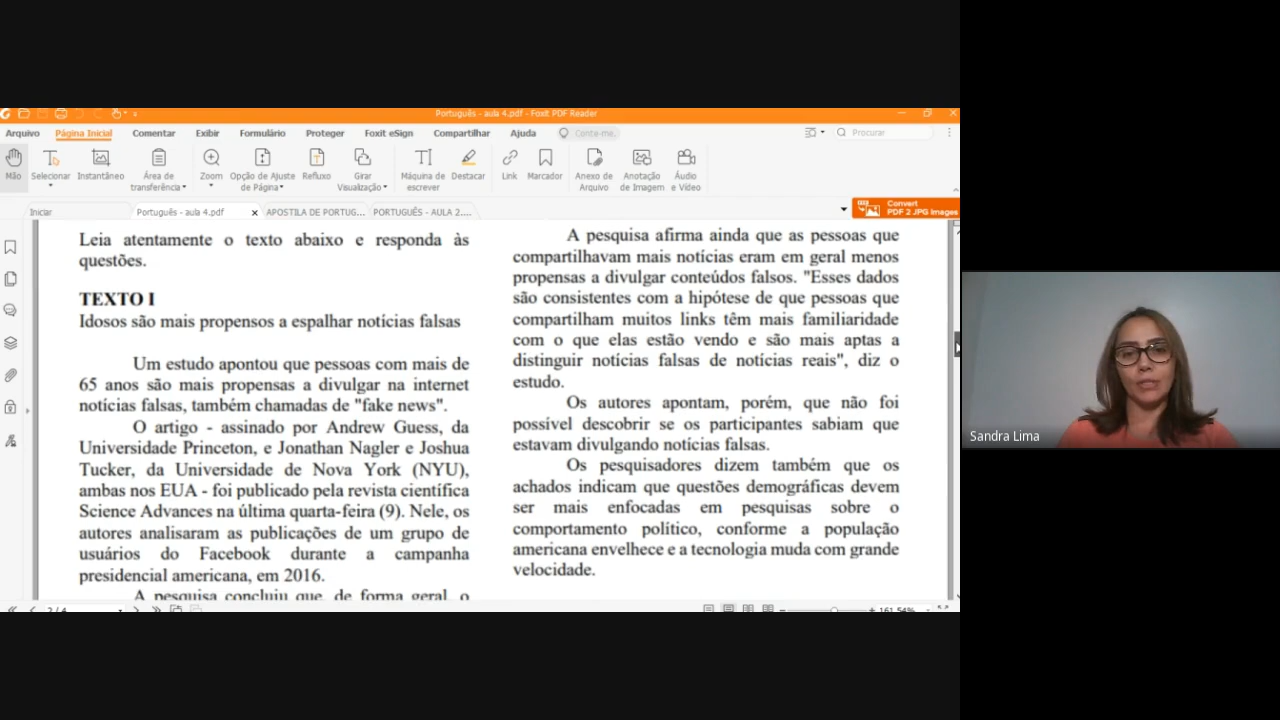 Português - aula 4.pdf - Foxit PDF Reader
Arquivo Página Inicial Comentar Exibir Formulário Proteger Foxit eSign Compartilhar Ajuda Conte-me. Procurar
Mão Selecionar Instantâneo Área de transferência Zoom Opção de Ajuste de Página Refluxo Girar Visualização Máquina de escrever Destacar Link Marcador Anexo de Arquivo Anotação de Imagem Áudio e Vídeo
Iniciar Português - aula 4.pdf APOSTILA DE PORTUG... PORTUGUÊS - AULA 2.... Convert
PDF 2 JPG Images
Leia atentamente o texto abaixo e responda às
questões.
TEXTO I
Idosos são mais propensos a espalhar notícias falsas
Um estudo apontou que pessoas com mais de
65 anos são mais propensas a divulgar na internet
notícias falsas, também chamadas de "fake news".
O artigo - assinado por Andrew Guess, da
Universidade Princeton, e Jonathan Nagler e Joshua
Tucker, da Universidade de Nova York (NYU),
ambas nos EUA - foi publicado pela revista científica
Science Advances na última quarta-feira (9). Nele, os
autores analisaram as publicações de um grupo de
usuários do Facebook durante a campanha
presidencial americana, em 2016.
A pesquisa concluiu que, de forma geral, o
A pesquisa afirma ainda que as pessoas que
compartilhavam mais notícias eram em geral menos
propensas a divulgar conteúdos falsos. "Esses dados
são consistentes com a hipótese de que pessoas que
compartilham muitos links têm mais familiaridade
com o que elas estão vendo e são mais aptas a
distinguir notícias falsas de notícias reais", diz o
estudo.
Os autores apontam, porém, que não foi
possível descobrir se os participantes sabiam que
estavam divulgando notícias falsas.
Os pesquisadores dizem também que os
achados indicam que questões demográficas devem
ser mais enfocadas em pesquisas sobre o
comportamento político, conforme a população
americana envelhece e a tecnologia muda com grande
velocidade.
2 / 4 161,54%
Sandra Lima